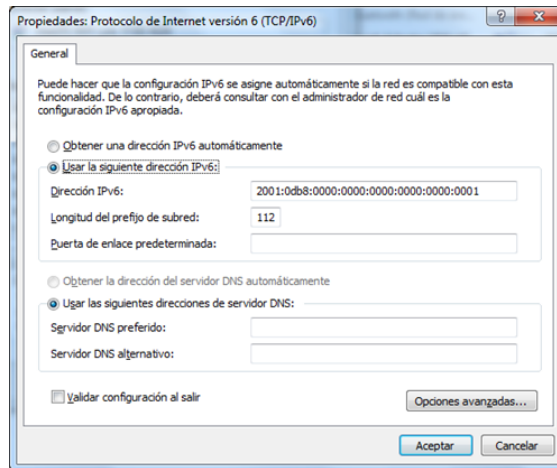 Propiedades: Protocolo de Internet versión 6 (TCP/IPv6)
General
Puede hacer que la configuración IPv6 se asigne automáticamente si la red es compatible con esta
funcionalidad. De lo contrario, deberá consultar con el administrador de red cuál es la
configuración IPv6 apropiada.
Obtener una dirección IPv6 automáticamente
Usar la siguiente dirección IPv6:
Dirección IPv6: 2001:0db8:0000:0000:0000:0000:0000:0001
Longitud del prefijo de subred: 112
Puerta de enlace predeterminada:
Obtener la dirección del servidor DNS automáticamente
Usar las siguientes direcciones de servidor DNS:
Servidor DNS preferido:
Servidor DNS alternativo:
Validar configuración al salir
Opciones avanzadas...
Aceptar Cancelar